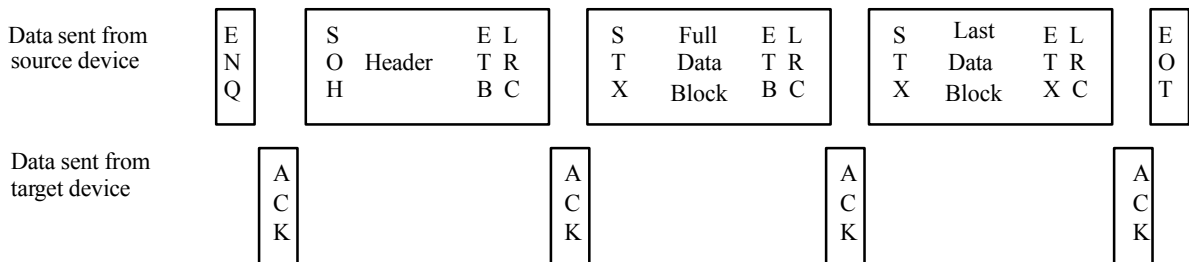 Data sent from
source device
E
N
Q
S
O
H
Header
E L
T R
B C
S
T
X
Full
Data
Block
E L
T R
B C
S
T
X
Last
Data
Block
E L
T R
X C
E
O
T
Data sent from
target device
A
C
K
A
C
K
A
C
K
A
C
K